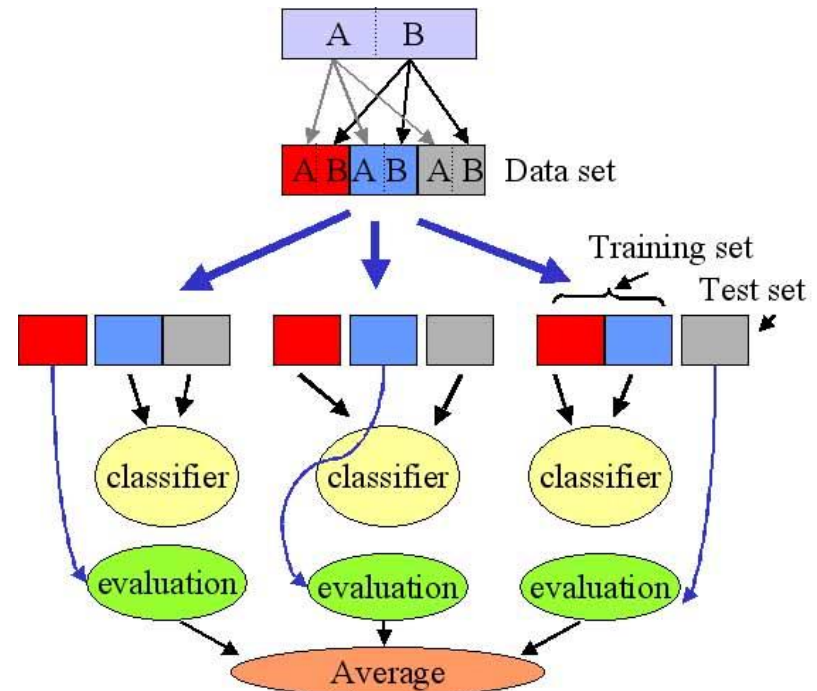 A B
A B A B A B Data set
Training set
Test set
classifier classifier classifier
evaluation evaluation evaluation
Average